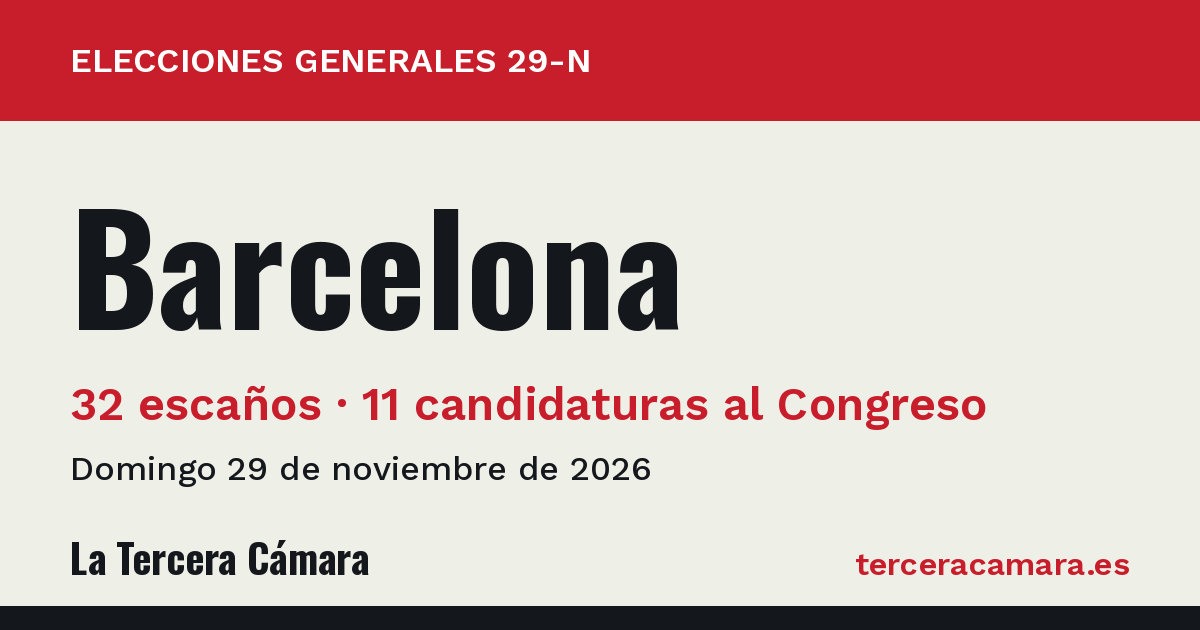 ELECCIONES GENERALES 29-N
Barcelona
32 escaños · 11 candidaturas al Congreso
Domingo 29 de noviembre de 2026
La Tercera Cámara
terceracamara.es